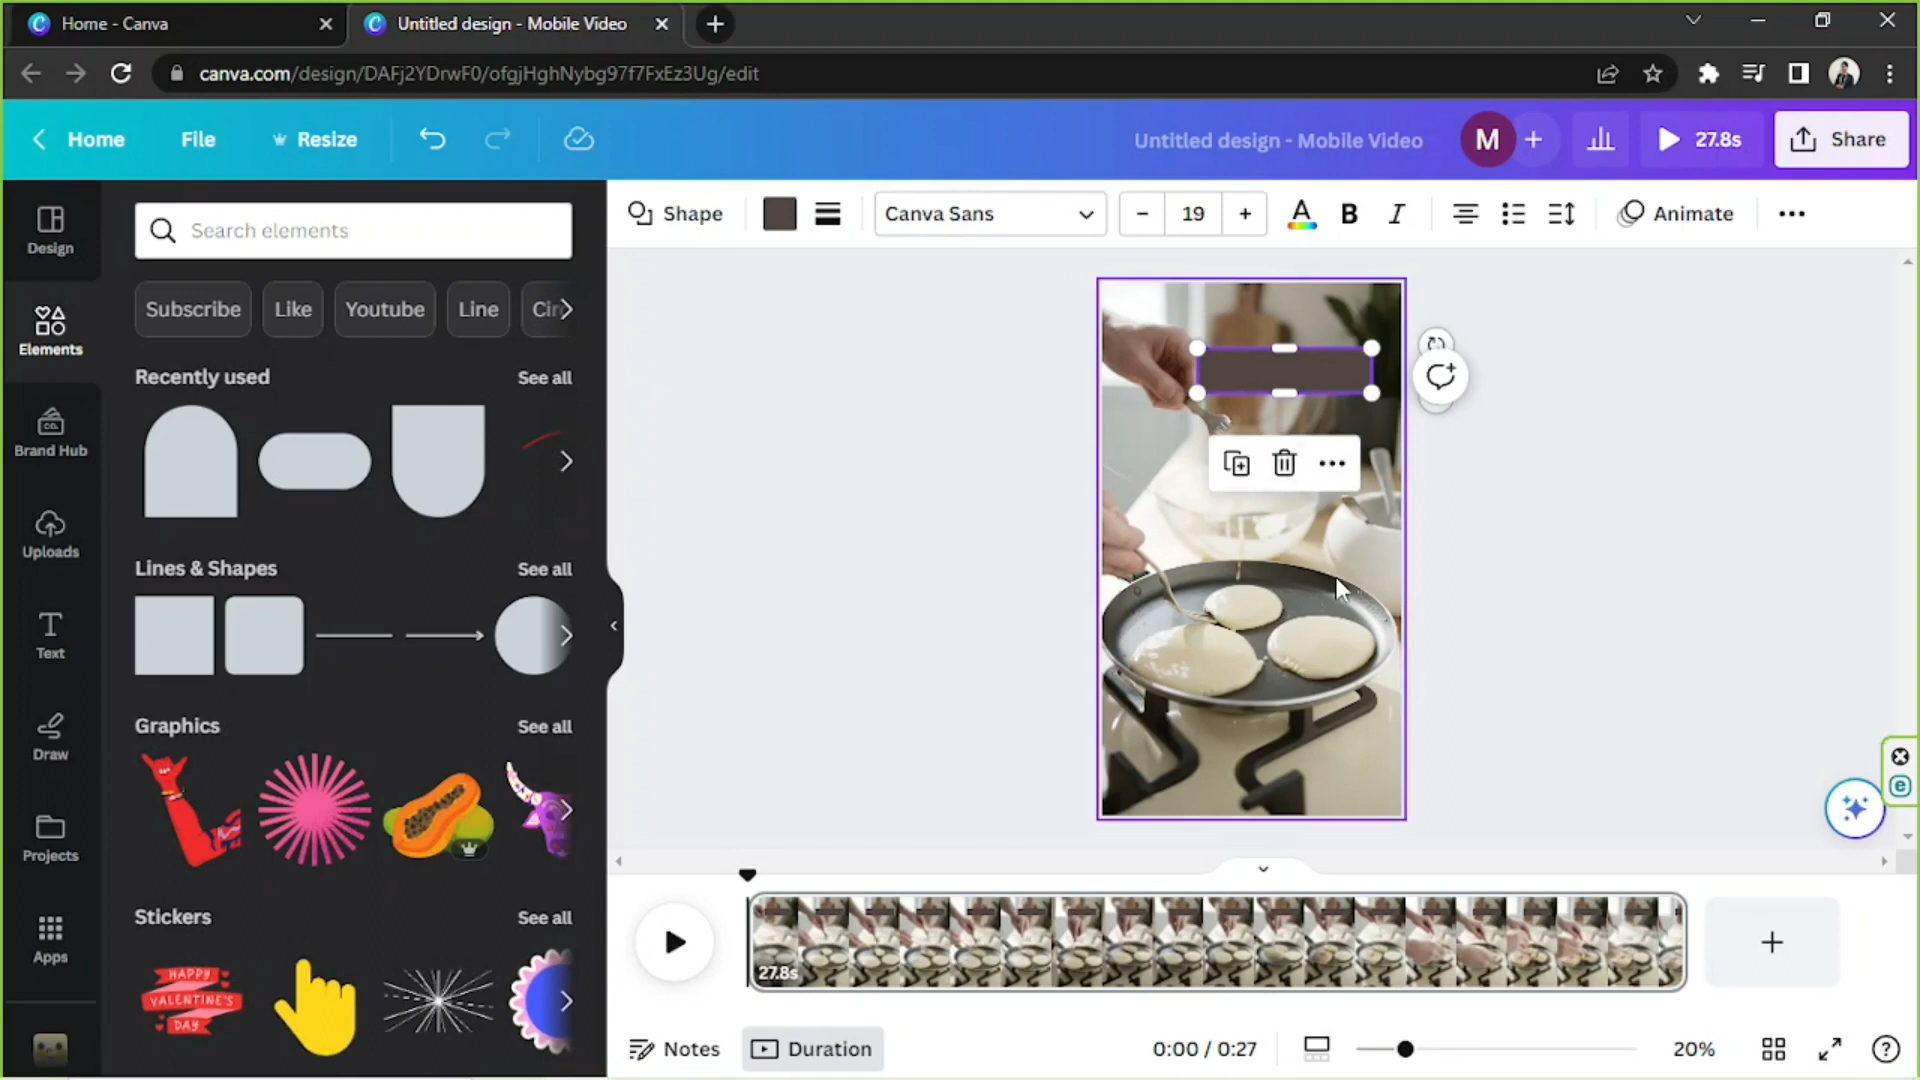 Home - Canva
Untitled design - Mobile Video
canva.com/design/DAFj2YDrwF0/ofgjHghNybg97f7FxEz3Ug/edit
Home
File
Resize
Untitled design - Mobile Video
M
27.8s
Share
Design
Elements
Brand Hub
Uploads
Text
Draw
Projects
Apps
Search elements
Subscribe
Like
Youtube
Line
Recently used
See all
Lines & Shapes
See all
Graphics
See all
Stickers
See all
HAPPY
VALENTINE'S
DAY
Shape
Canva Sans
19
A
B
I
Animate
27.8s
Notes
Duration
0:00 / 0:27
20%